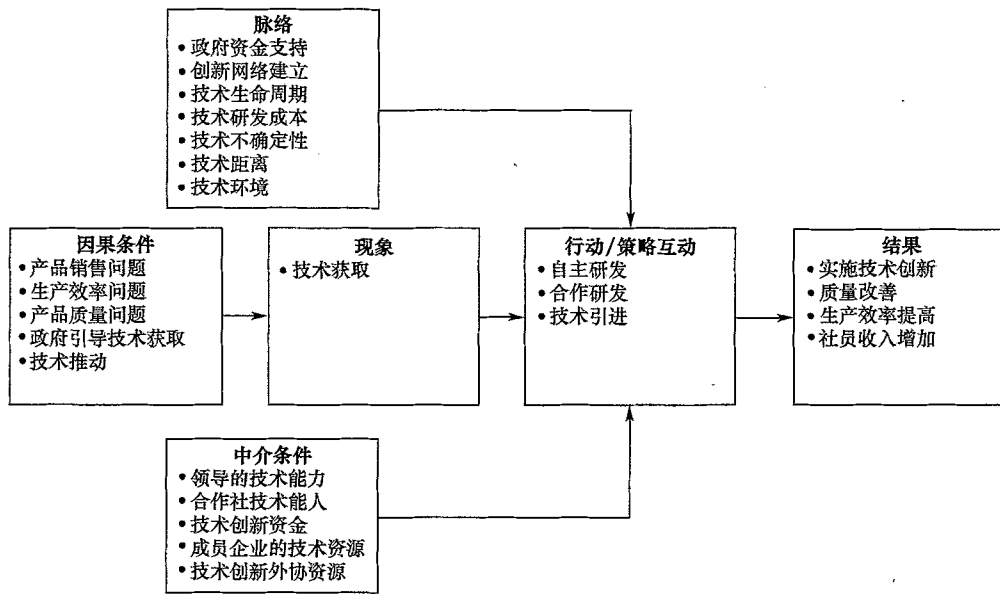 脉络
• 政府资金支持
• 创新网络建立
• 技术生命周期
• 技术研发成本
• 技术不确定性
• 技术距离
• 技术环境
因果条件
• 产品销售问题
• 生产效率问题
• 产品质量问题
• 政府引导技术获取
• 技术推动
现象
• 技术获取
行动/策略互动
• 自主研发
• 合作研发
• 技术引进
结果
• 实施技术创新
• 质量改善
• 生产效率提高
• 社员收入增加
中介条件
• 领导的技术能力
• 合作社技术能人
• 技术创新资金
• 成员企业的技术资源
• 技术创新外协资源